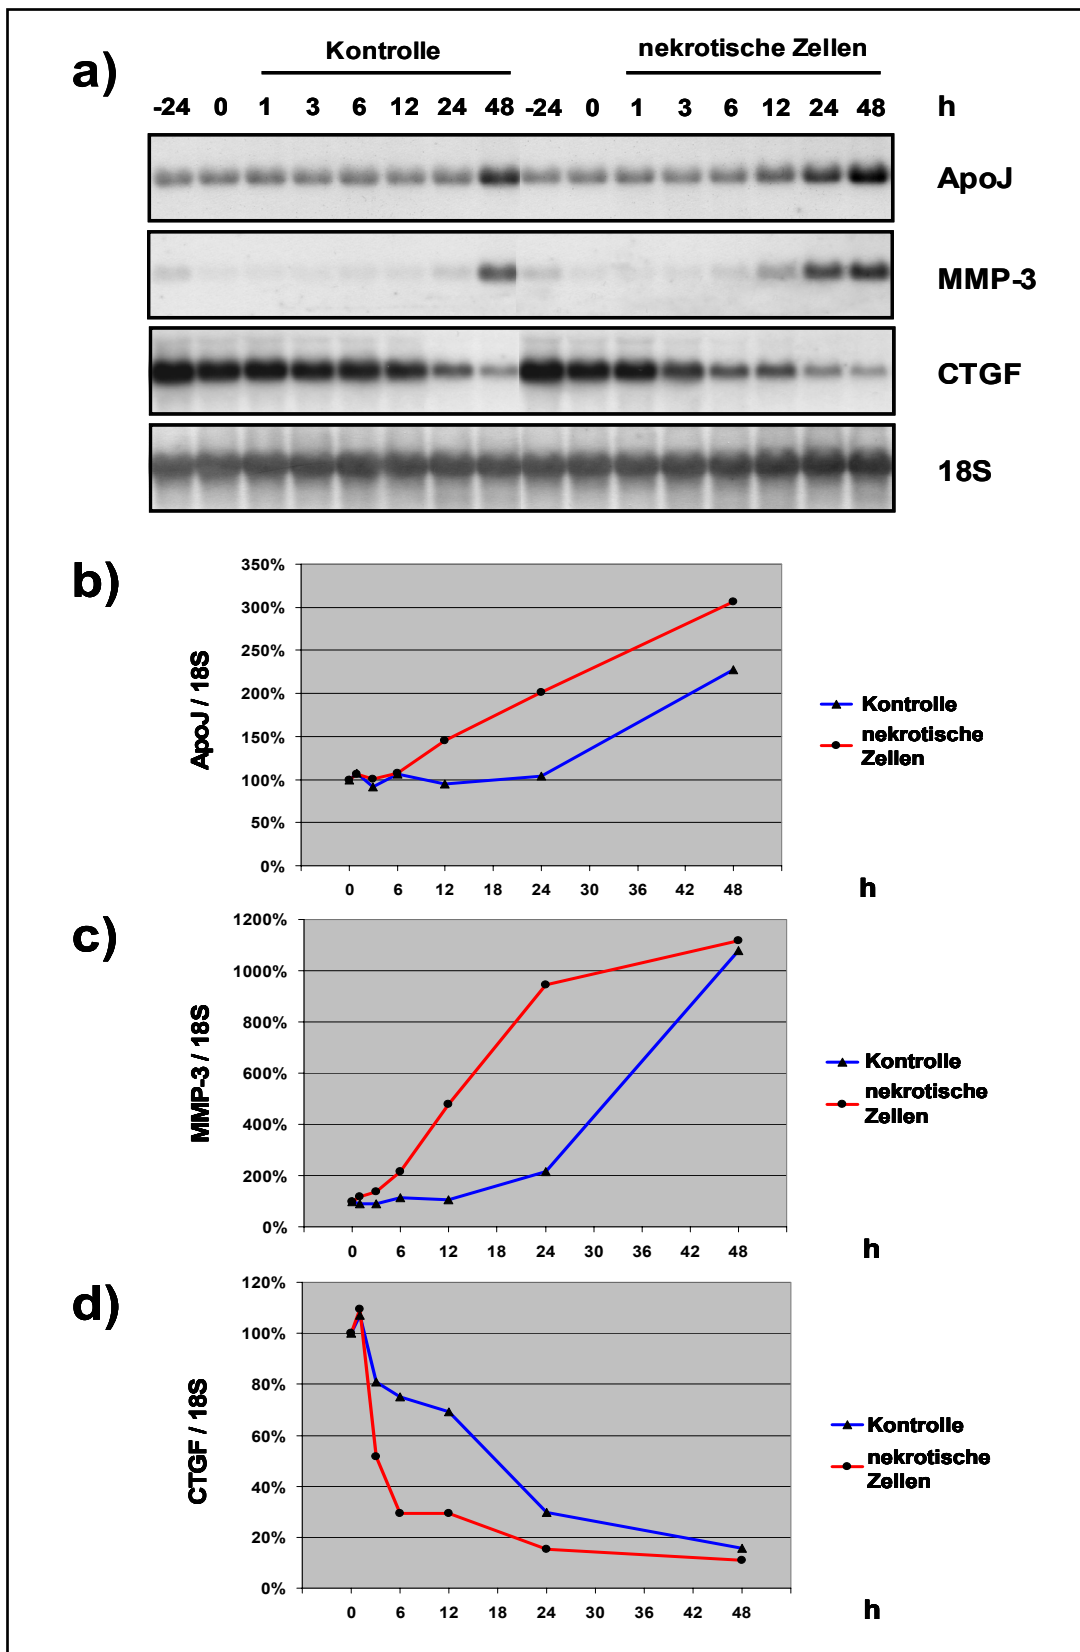 a)
Kontrolle
nekrotische Zellen
-24 0 1 3 6 12 24 48 -24 0 1 3 6 12 24 48 h
ApoJ
MMP-3
CTGF
18S
b)
ApoJ / 18S
350%
300%
250%
200%
150%
100%
50%
0%
0 6 12 18 24 30 36 42 48 h
Kontrolle
nekrotische
Zellen
c)
MMP-3 / 18S
1200%
1000%
800%
600%
400%
200%
0%
0 6 12 18 24 30 36 42 48 h
Kontrolle
nekrotische
Zellen
d)
CTGF / 18S
120%
100%
80%
60%
40%
20%
0%
0 6 12 18 24 30 36 42 48 h
Kontrolle
nekrotische
Zellen